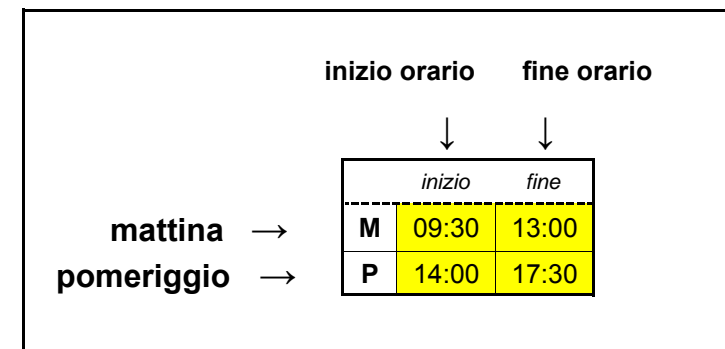 inizio orario fine orario
↓ ↓
inizio fine
mattina → M 09:30 13:00
pomeriggio → P 14:00 17:30